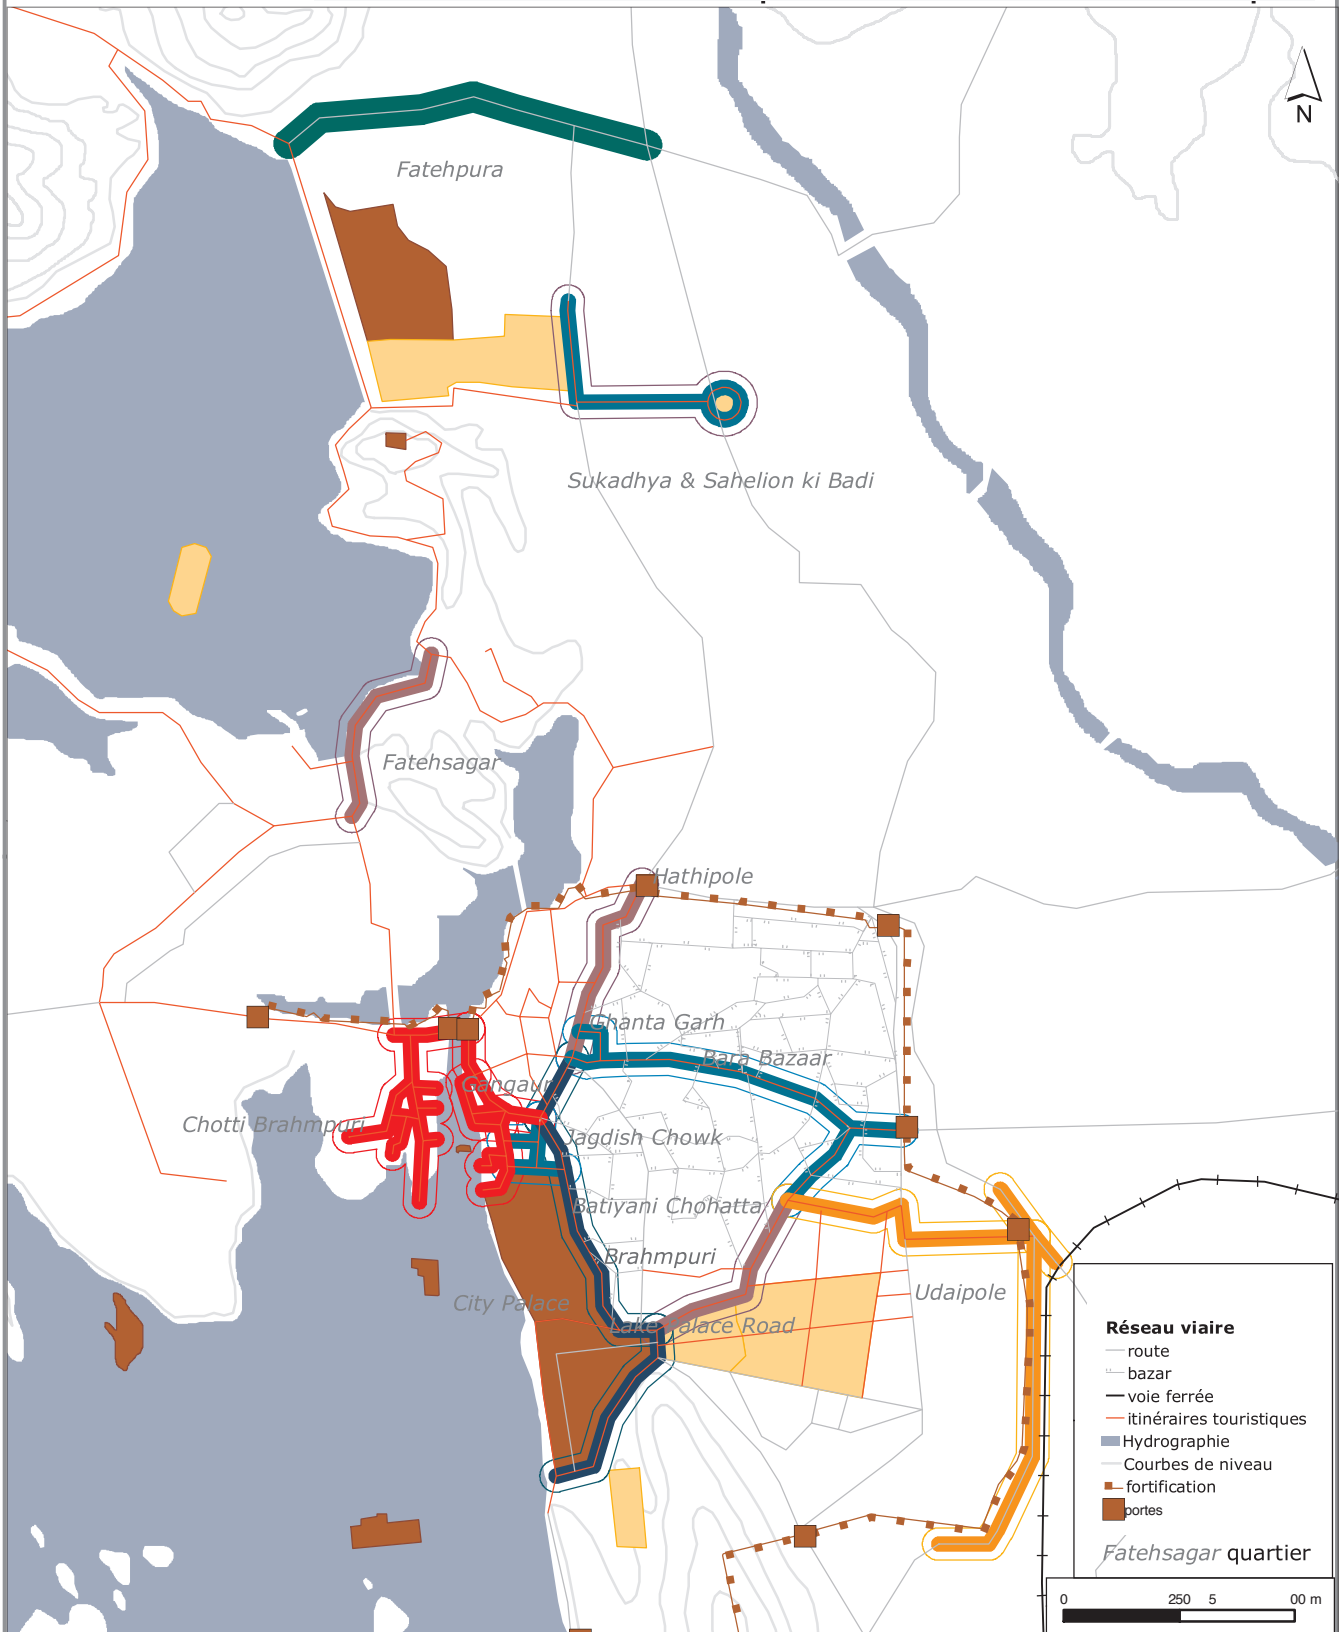 N
Fatehpura
Sukadhya & Sahelion ki Badi
Fatehsagar
Hathipole
Ghanta Garh
Bara Bazaar
Gangaur
Chotti Brahmpuri
Jagdish Chowk
Batiyani Chohatta
Brahmpuri
Udaipole
City Palace
Lake Palace Road
Réseau viaire
route
bazar
voie ferrée
itinéraires touristiques
Hydrographie
Courbes de niveau
fortification
portes
Fatehsagar quartier
0 250 5 00 m